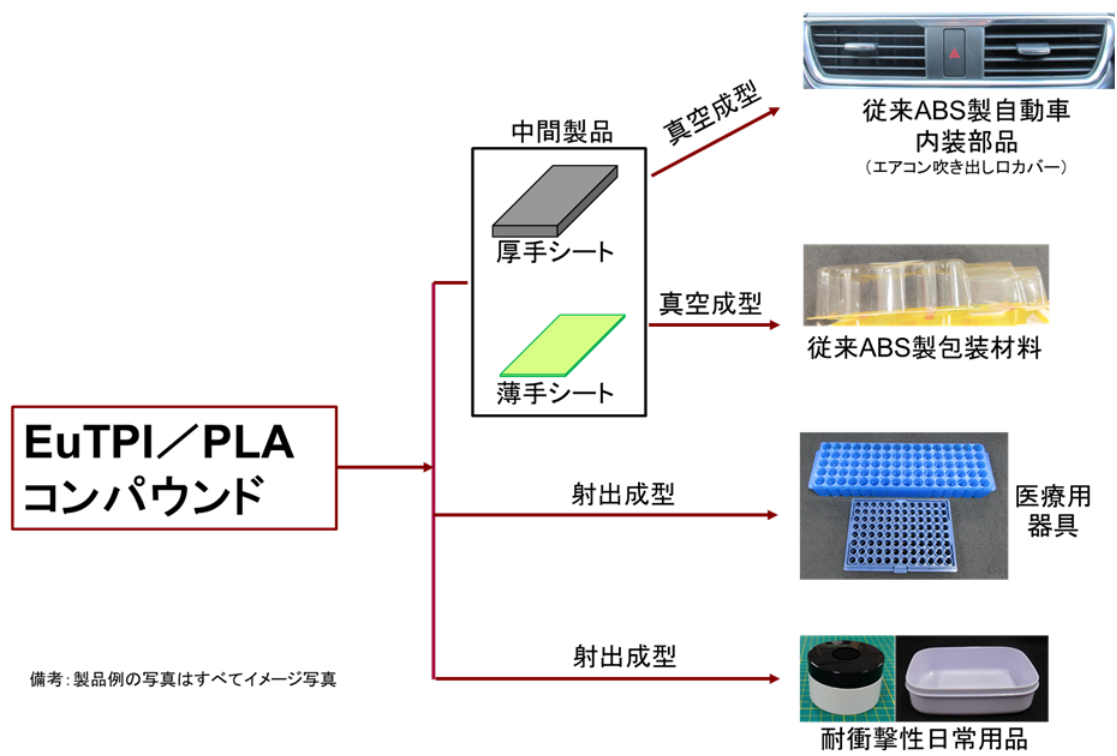 中間製品
厚手シート
薄手シート
真空成型
従来ABS製自動車
内装部品
（エアコン吹き出し口カバー）
真空成型
従来ABS製包装材料
EuTPI／PLA
コンパウンド
射出成型
医療用
器具
射出成型
耐衝撃性日常用品
備考：製品例の写真はすべてイメージ写真